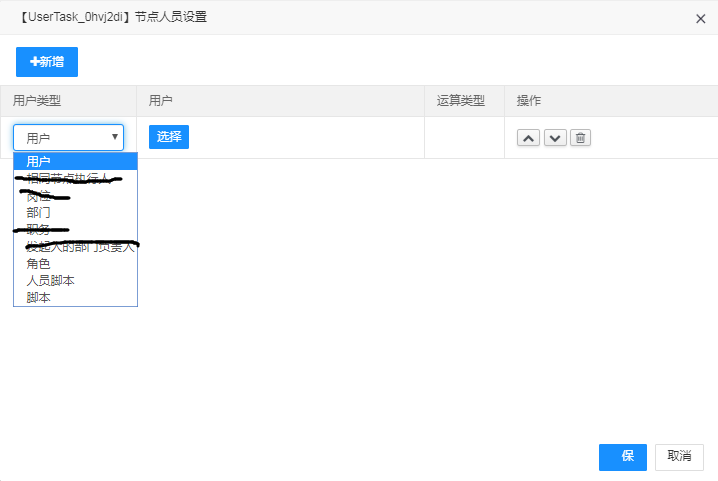 【UserTask_0hvj2di】节点人员设置
新增
用户类型 用户 运算类型 操作
用户 选择
用户
相同节点执行人
岗位
部门
职务
发起人的部门负责人
角色
人员脚本
脚本
保 取消